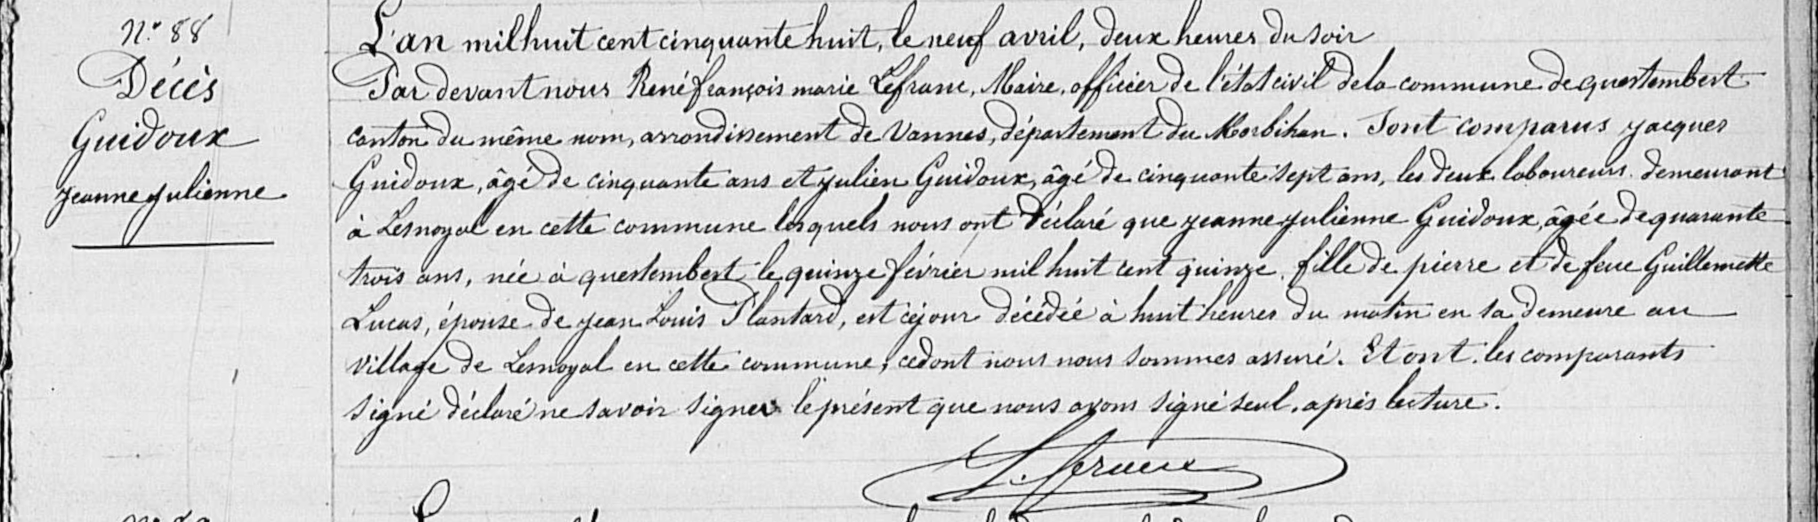 N.° 88
Décès
Guidoux
jeanne julienne
L'an mil huit cent cinquante huit, le neuf avril, deux heures du soir
Par devant nous René françois marie Lefranc, Maire, officier de l'état civil de la commune de questembert
canton du même nom, arrondissement de Vannes, département du Morbihan. Sont comparus jacques
Guidoux, âgé de cinquante ans et julien Guidoux, âgé de cinquante sept ans, les deux laboureurs demeurant
à Lesnoyal en cette commune lesquels nous ont déclaré que jeanne julienne Guidoux, âgée de quarante
trois ans, née à questembert le quinze février mil huit cent quinze, fille de pierre et de feue Guillemette
Lucas, épouse de jean Louis Plantard, est céjour décédée à huit heures du matin en sa demeure au
village de Lesnoyal en cette commune, ce dont nous nous sommes assuré. Et ont les comparants
signé déclaré ne savoir signer le présent que nous avons signé seul, après lecture.
Lefranc